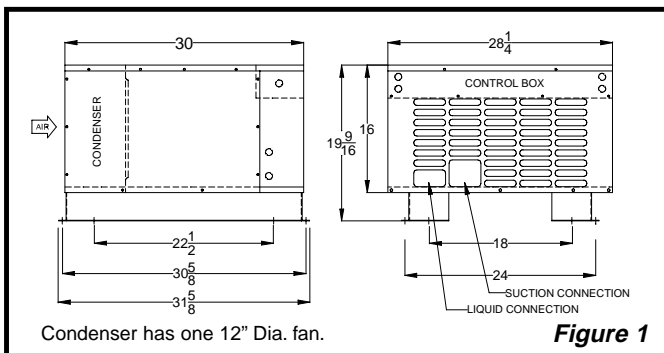 30
AIR
CONDENSER
22 1/2
30 5/8
31 5/8
28 1/4
CONTROL BOX
19 9/16
16
18
24
SUCTION CONNECTION
LIQUID CONNECTION
Condenser has one 12" Dia. fan.
Figure 1